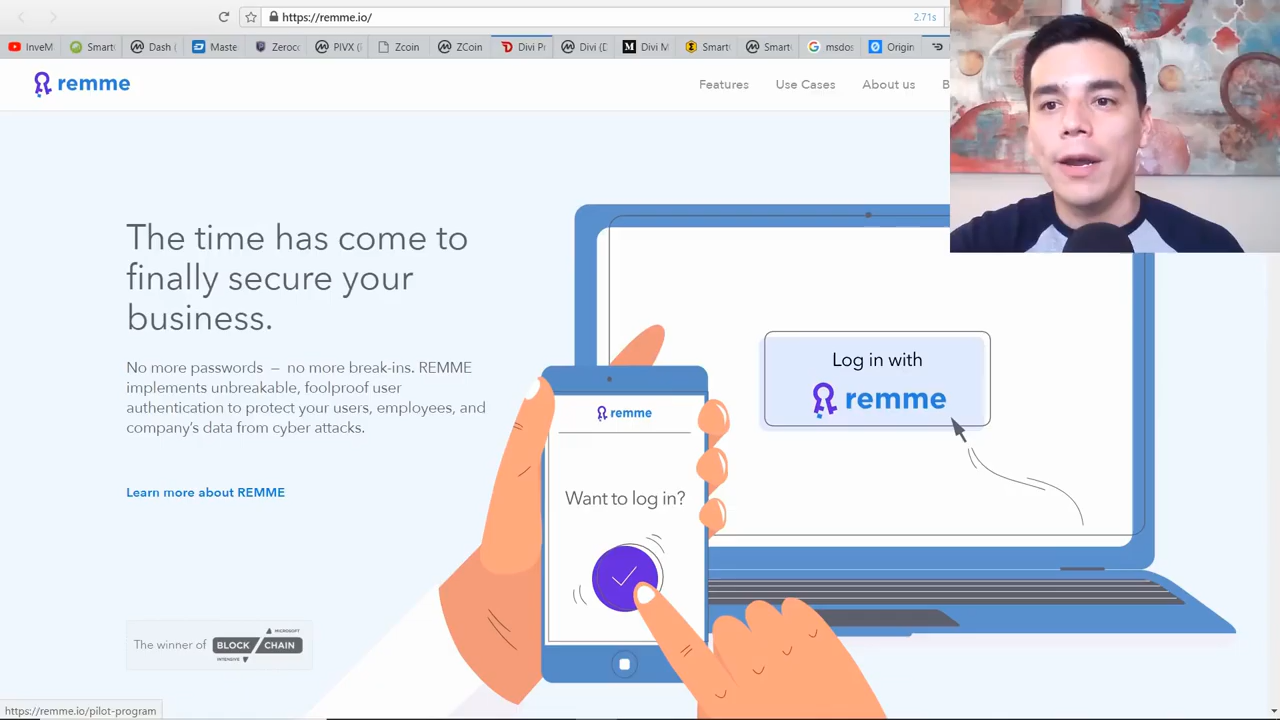 https://remme.io/
2.71s
InveM
Smart
Dash (
Maste
Zeroc
PIVX (
Zcoin
ZCoin
Divi Pr
Divi (D
Divi M
Smart
Smart
msdos
Origin
remme
Features
Use Cases
About us
B
The time has come to
finally secure your
business.
No more passwords – no more break-ins. REMME
implements unbreakable, foolproof user
authentication to protect your users, employees, and
company's data from cyber attacks.
Learn more about REMME
The winner of
MICROSOFT
BLOCK / CHAIN
INTENSIVE
remme
Want to log in?
Log in with
remme
https://remme.io/pilot-program